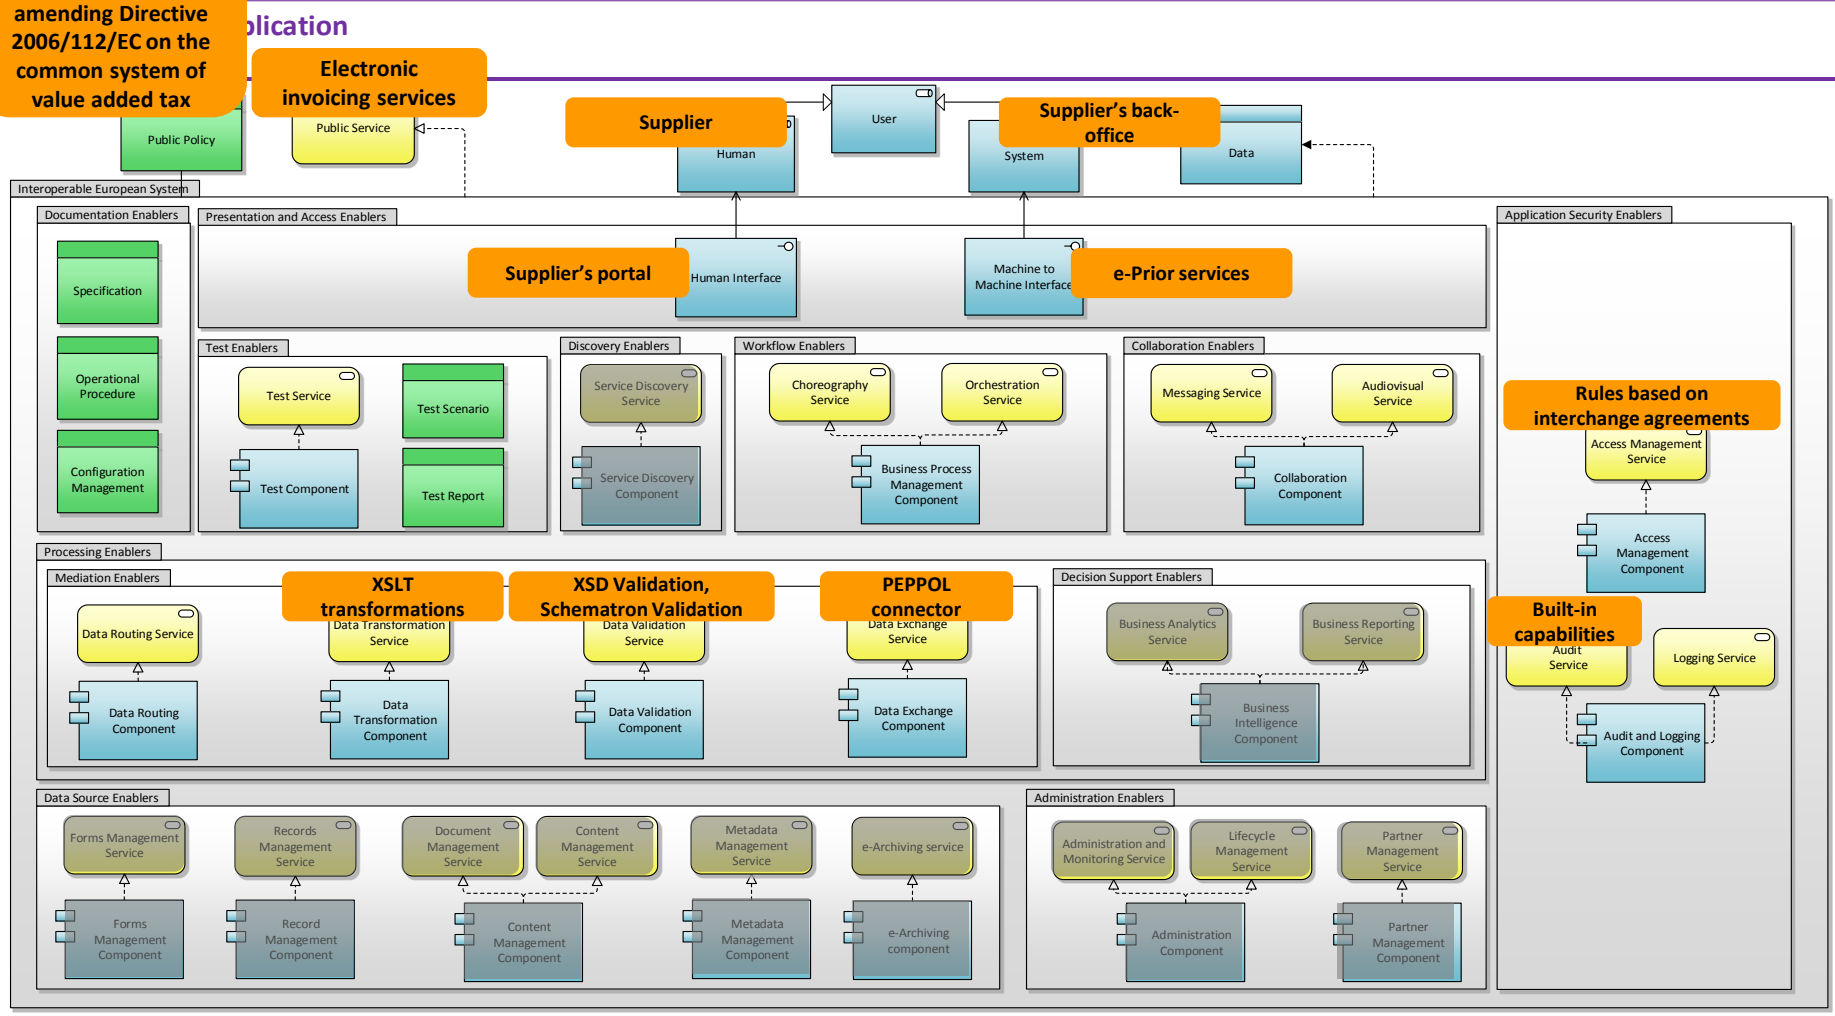 amending Directive
2006/112/EC on the
common system of
value added tax
plication
Electronic
invoicing services
Public Policy
Public Service
Supplier
Human
User
Supplier's back-
office
System
Data
Interoperable European System
Documentation Enablers
Specification
Operational
Procedure
Configuration
Management
Presentation and Access Enablers
Supplier's portal
Human Interface
Machine to
Machine Interface
e-Prior services
Test Enablers
Test Service
Test Component
Test Scenario
Test Report
Discovery Enablers
Service Discovery
Service
Service Discovery
Component
Workflow Enablers
Choreography
Service
Orchestration
Service
Business Process
Management
Component
Collaboration Enablers
Messaging Service
Audiovisual
Service
Collaboration
Component
Application Security Enablers
Rules based on
interchange agreements
Access Management
Service
Access
Management
Component
Built-in
capabilities
Audit
Service
Logging Service
Audit and Logging
Component
Processing Enablers
Mediation Enablers
Data Routing Service
Data Routing
Component
XSLT
transformations
Data Transformation
Service
Data
Transformation
Component
XSD Validation,
Schematron Validation
Data Validation
Service
Data Validation
Component
PEPPOL
connector
Data Exchange
Service
Data Exchange
Component
Decision Support Enablers
Business Analytics
Service
Business Reporting
Service
Business
Intelligence
Component
Data Source Enablers
Forms Management
Service
Forms
Management
Component
Records
Management
Service
Record
Management
Component
Document
Management
Service
Content
Management
Service
Content
Management
Component
Metadata
Management
Service
Metadata
Management
Component
e-Archiving service
e-Archiving
component
Administration Enablers
Administration and
Monitoring Service
Lifecycle
Management
Service
Administration
Component
Partner
Management
Service
Partner
Management
Component